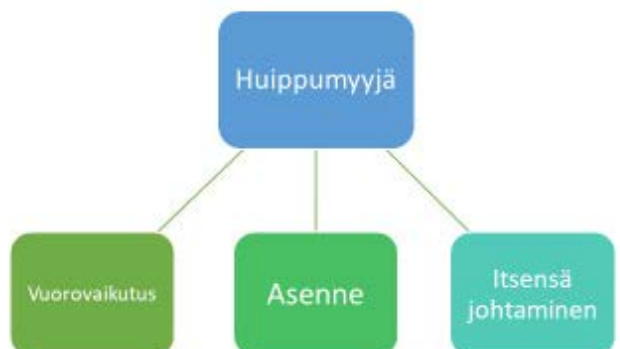 Huippumyyjä
Vuorovaikutus
Asenne
Itsensä
johtaminen